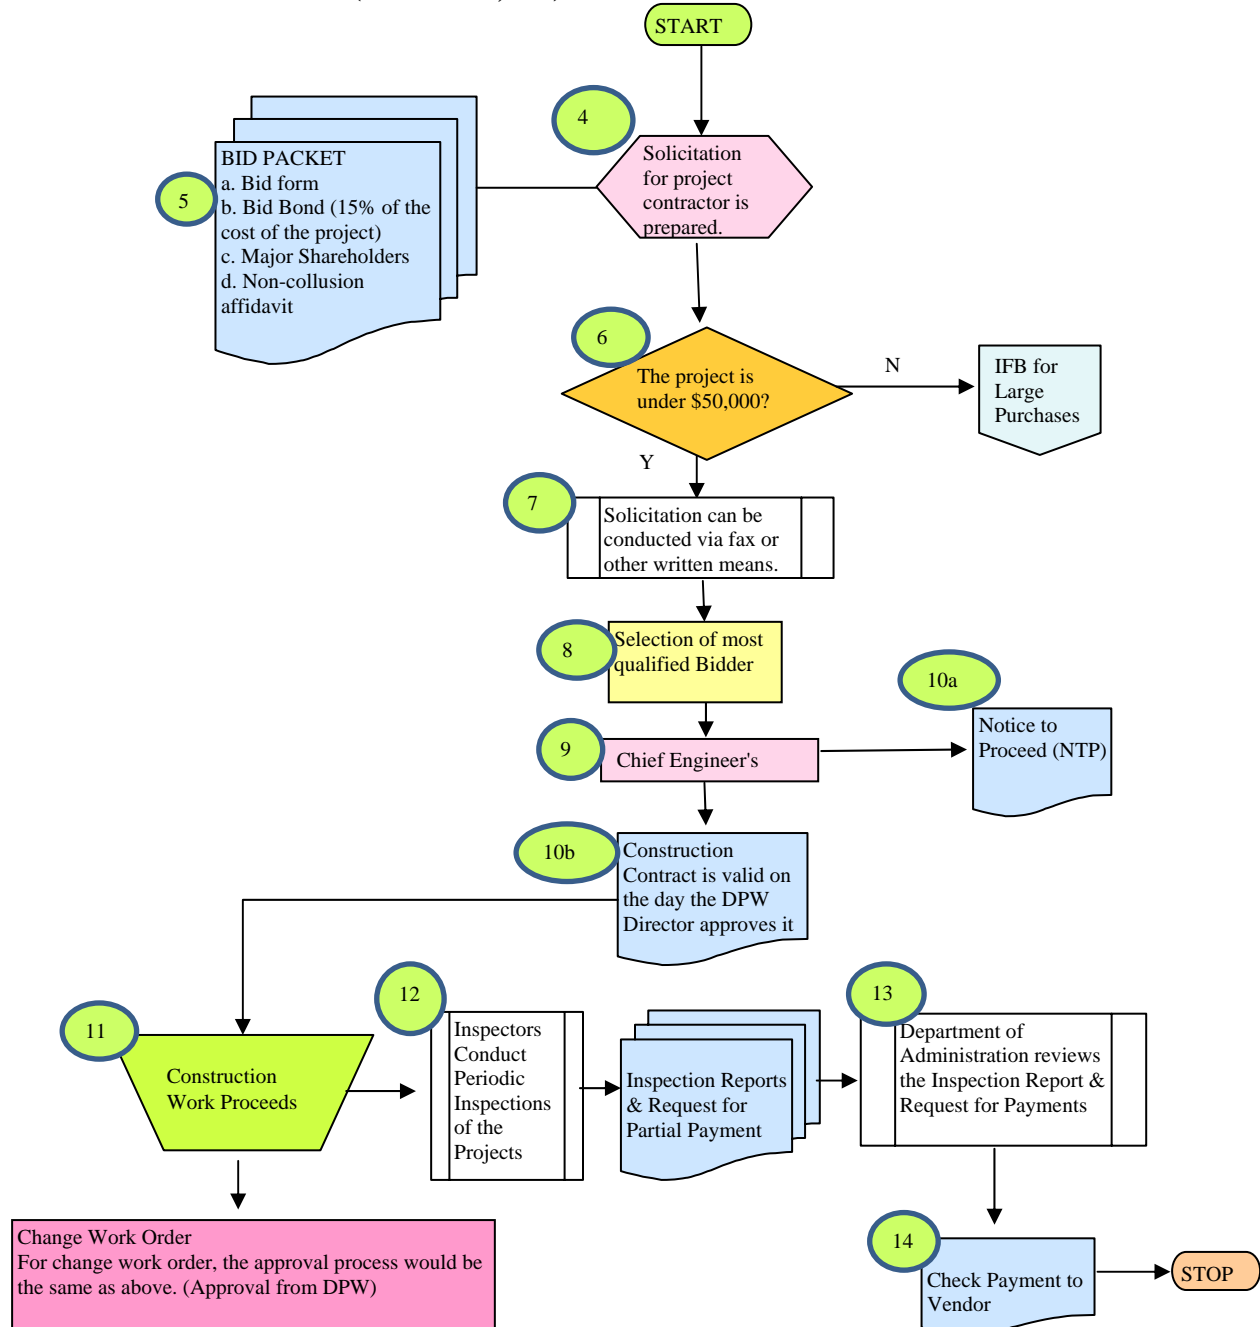 START
4
Solicitation
for project
contractor is
prepared.
5
BID PACKET
a. Bid form
b. Bid Bond (15% of the
cost of the project)
c. Major Shareholders
d. Non-collusion
affidavit
6
The project is
under $50,000?
N
IFB for
Large
Purchases
Y
7
Solicitation can be
conducted via fax or
other written means.
8
Selection of most
qualified Bidder
9
Chief Engineer's
10a
Notice to
Proceed (NTP)
10b
Construction
Contract is valid on
the day the DPW
Director approves it
11
Construction
Work Proceeds
12
Inspectors
Conduct
Periodic
Inspections
of the
Projects
Inspection Reports
& Request for
Partial Payment
13
Department of
Administration reviews
the Inspection Report &
Request for Payments
Change Work Order
For change work order, the approval process would be
the same as above. (Approval from DPW)
14
Check Payment to
Vendor
STOP